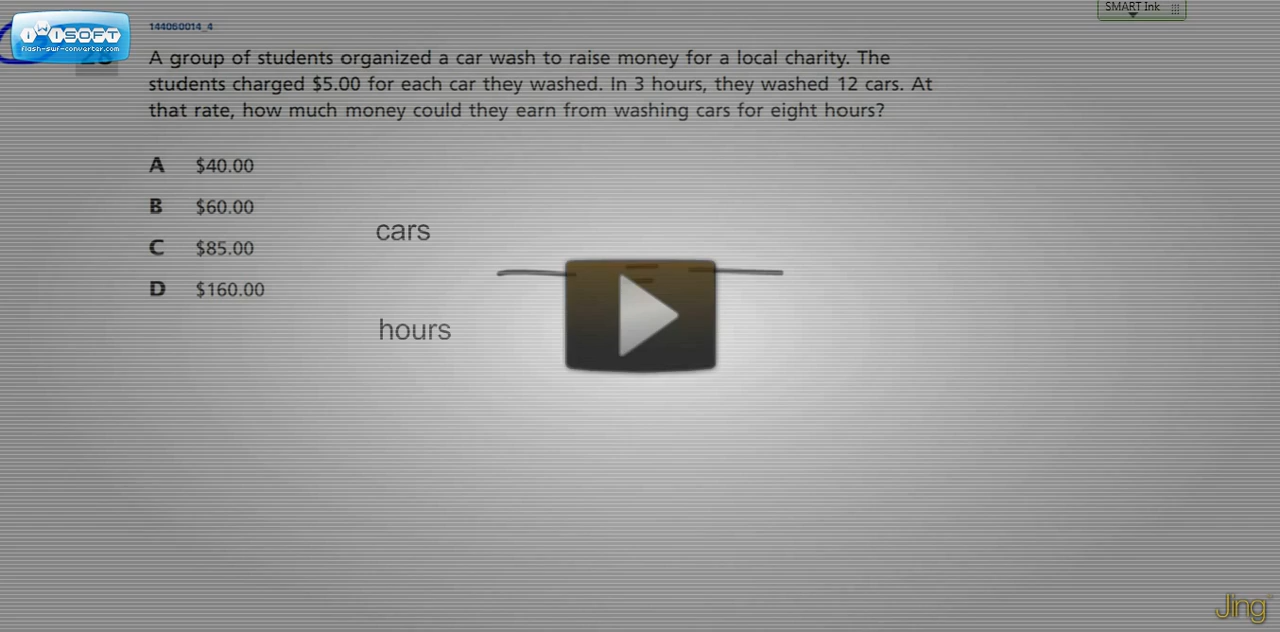 SMART Ink
iWiSOFT
flash-swf-converter.com
144060014_4
A group of students organized a car wash to raise money for a local charity. The
students charged $5.00 for each car they washed. In 3 hours, they washed 12 cars. At
that rate, how much money could they earn from washing cars for eight hours?
A $40.00
B $60.00
C $85.00
D $160.00
cars
hours
Jing